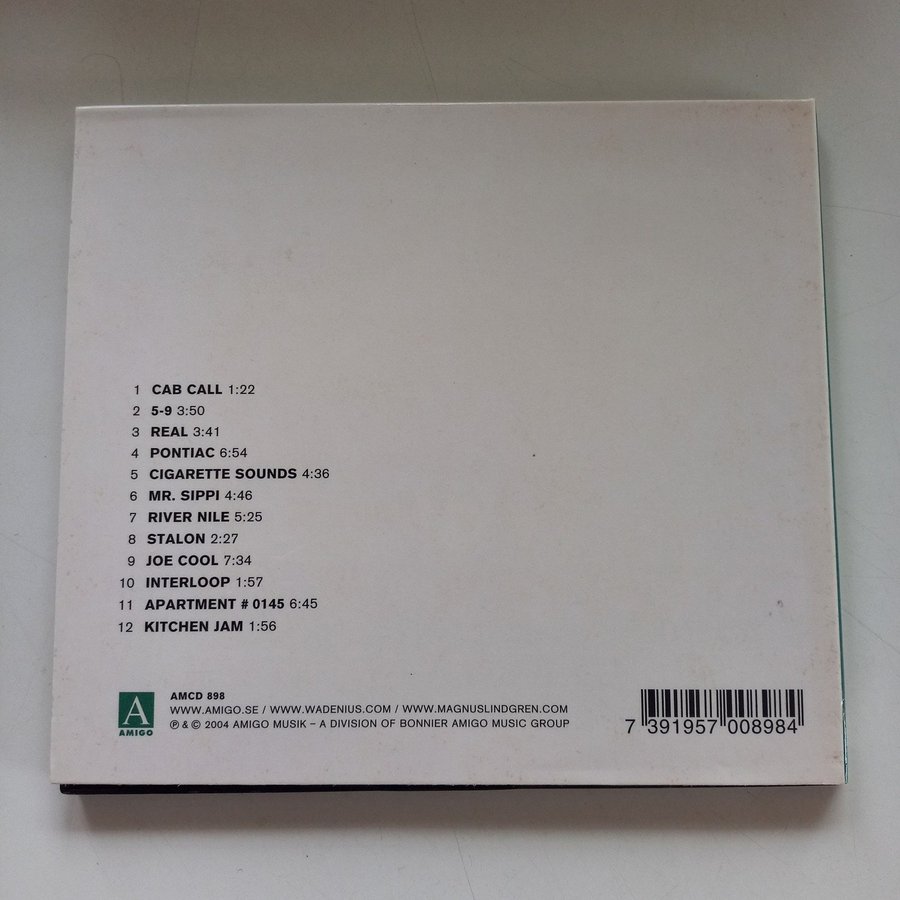 1 CAB CALL 1:22
2 5-9 3:50
3 REAL 3:41
4 PONTIAC 6:54
5 CIGARETTE SOUNDS 4:36
6 MR. SIPPI 4:46
7 RIVER NILE 5:25
8 STALON 2:27
9 JOE COOL 7:34
10 INTERLOOP 1:57
11 APARTMENT # 0145 6:45
12 KITCHEN JAM 1:56
A
AMIGO
AMCD 898
WWW.AMIGO.SE / WWW.WADENIUS.COM / WWW.MAGNUSLINDGREN.COM
℗ & © 2004 AMIGO MUSIK – A DIVISION OF BONNIER AMIGO MUSIC GROUP
7 391957 008984